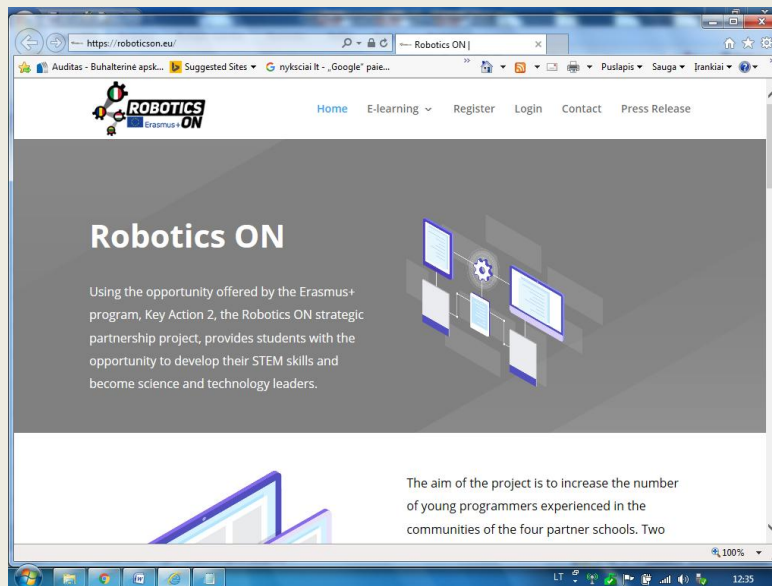 https://roboticson.eu/
Robotics ON |
Auditas - Buhalterinė apsk...
Suggested Sites
nyksciai lt - „Google" paie...
Puslapis
Sauga
Įrankiai
ROBOTICS
Erasmus+ ON
Home
E-learning
Register
Login
Contact
Press Release
Robotics ON
Using the opportunity offered by the Erasmus+
program, Key Action 2, the Robotics ON strategic
partnership project, provides students with the
opportunity to develop their STEM skills and
become science and technology leaders.
The aim of the project is to increase the number
of young programmers experienced in the
communities of the four partner schools. Two
100%
LT
12:35